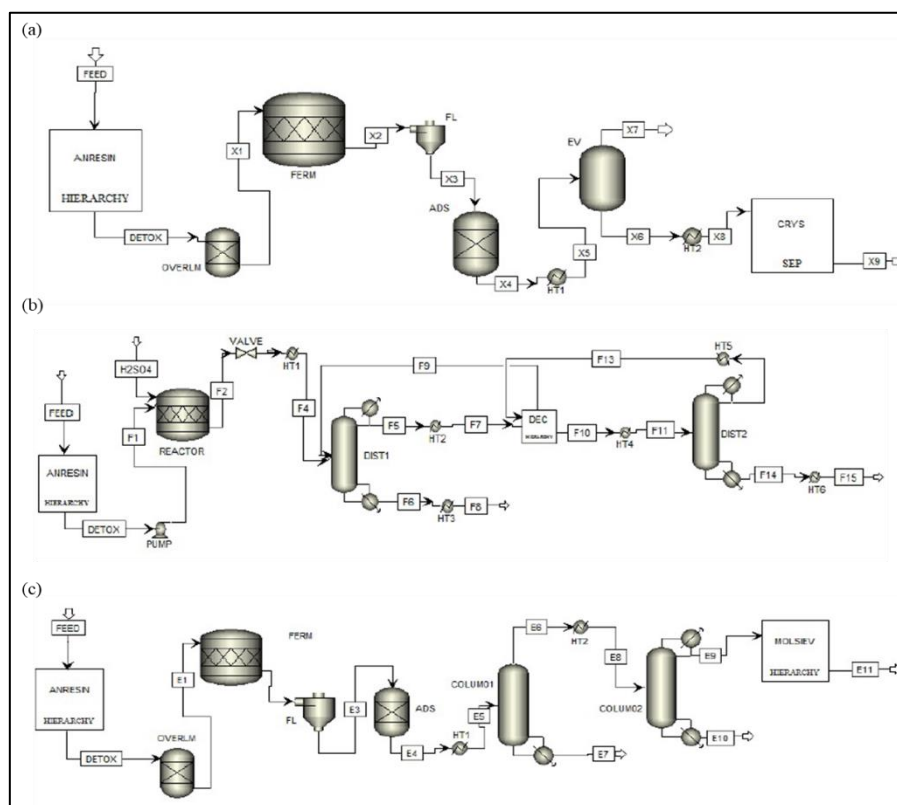 (a)
FEED
ANRESIN
HIERARCHY
DETOX
OVERLM
X1
FERM
X2
FL
X3
ADS
X4
HT1
X5
EV
X7
X6
HT2
X8
CRYS
SEP
X9
(b)
FEED
ANRESIN
HIERARCHY
DETOX
PUMP
F1
H2SO4
REACTOR
F2
VALVE
HT1
F4
F9
DIST1
F5
HT2
F7
F6
HT3
F8
DEC
HIERARCHY
F10
HT4
F11
F13
HT5
DIST2
F14
HT6
F15
(c)
FEED
ANRESIN
HIERARCHY
DETOX
OVERLM
E1
FERM
FL
E3
ADS
E4
HT1
E5
COLUM01
E6
HT2
E7
E8
COLUM02
E9
E10
MOLSIEV
HIERARCHY
E11